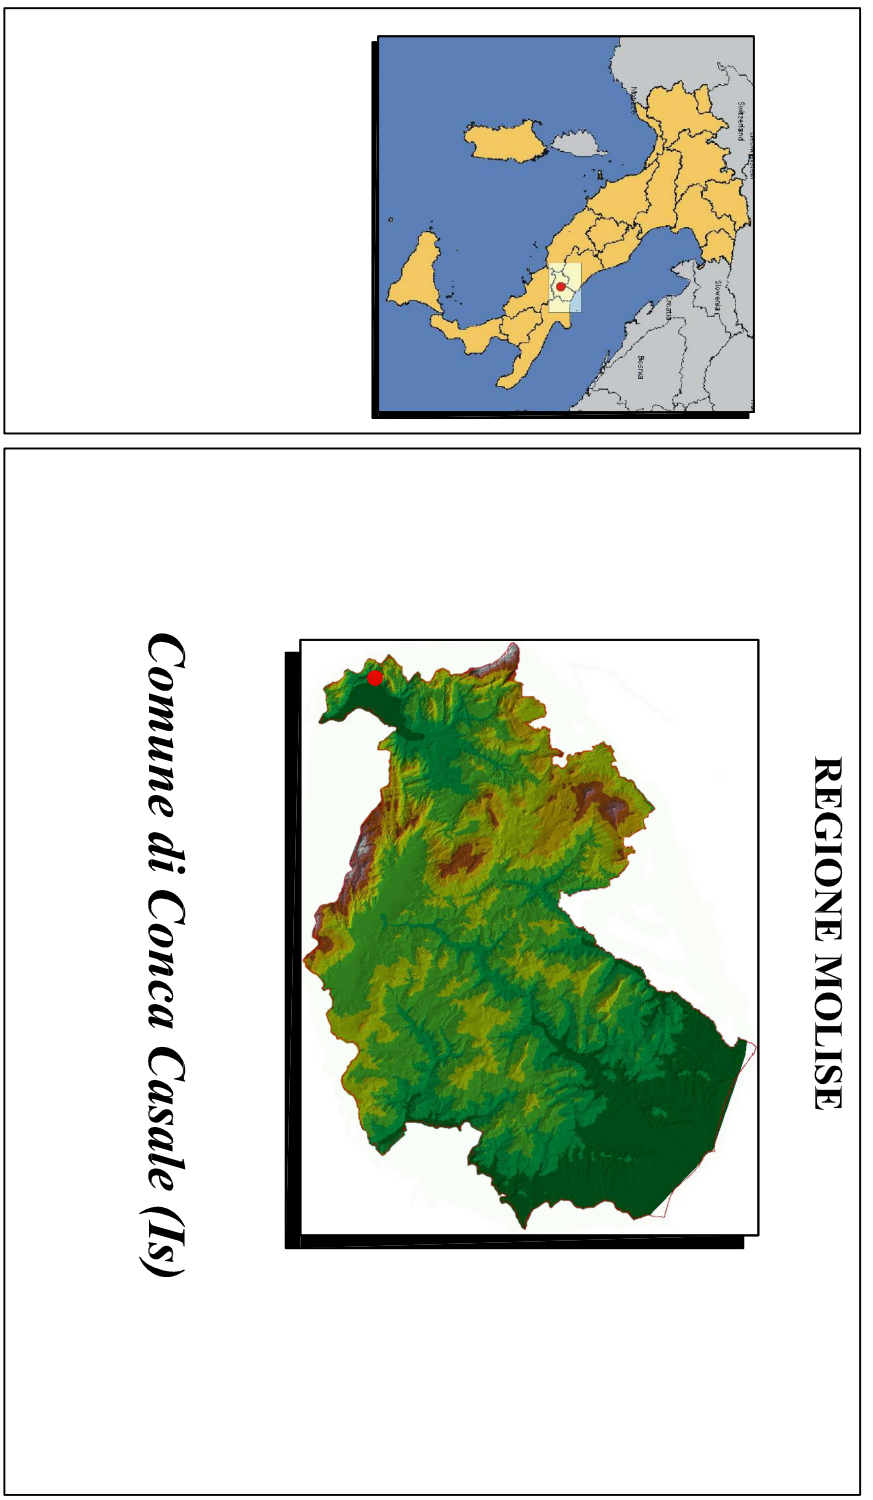 REGIONE MOLISE
Comune di Conca Casale (Is)
Switzerland
Slovenia
Croatia
Bosnia